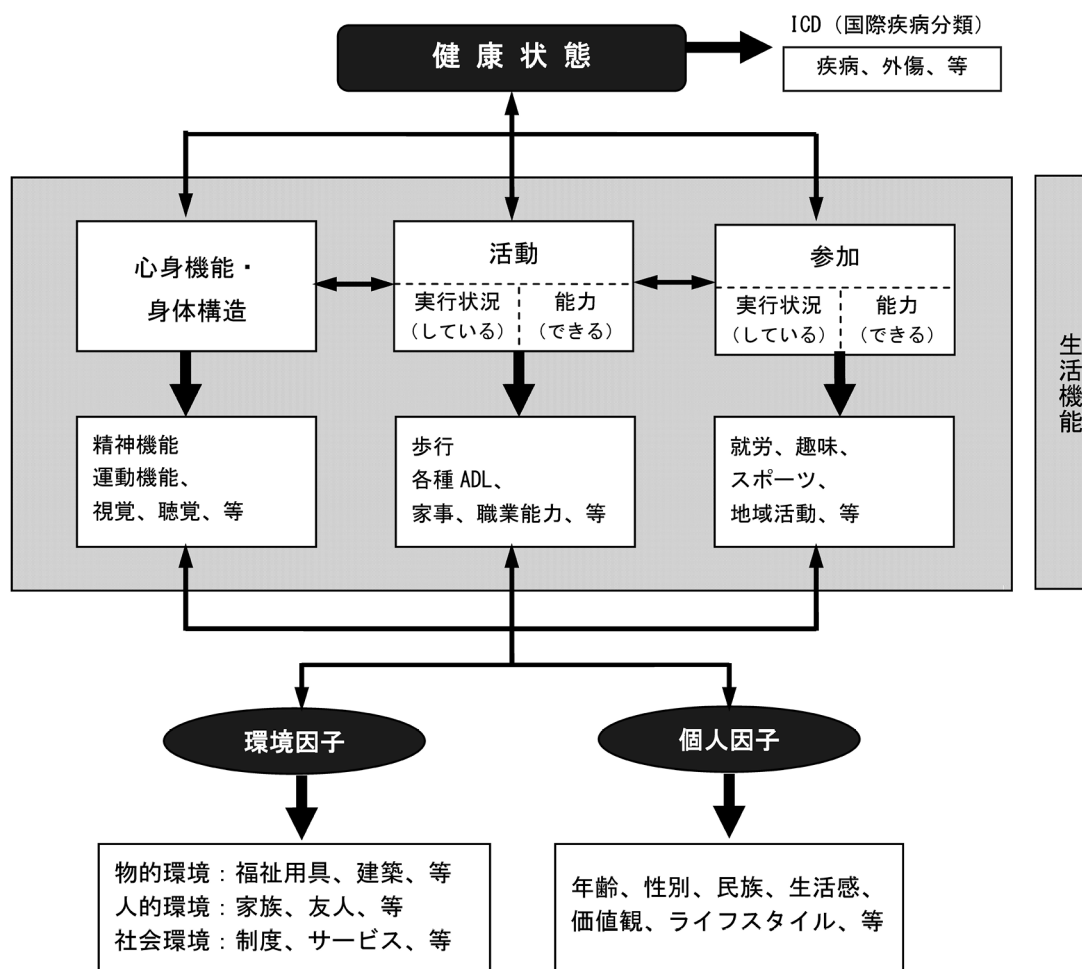 ICD（国際疾病分類）
健康状態
疾病、外傷、等
心身機能・
身体構造
活動
実行状況
（している）
能力
（できる）
参加
実行状況
（している）
能力
（できる）
生活機能
精神機能
運動機能、
視覚、聴覚、等
歩行
各種 ADL、
家事、職業能力、等
就労、趣味、
スポーツ、
地域活動、等
環境因子
個人因子
物的環境：福祉用具、建築、等
人的環境：家族、友人、等
社会環境：制度、サービス、等
年齢、性別、民族、生活感、
価値観、ライフスタイル、等